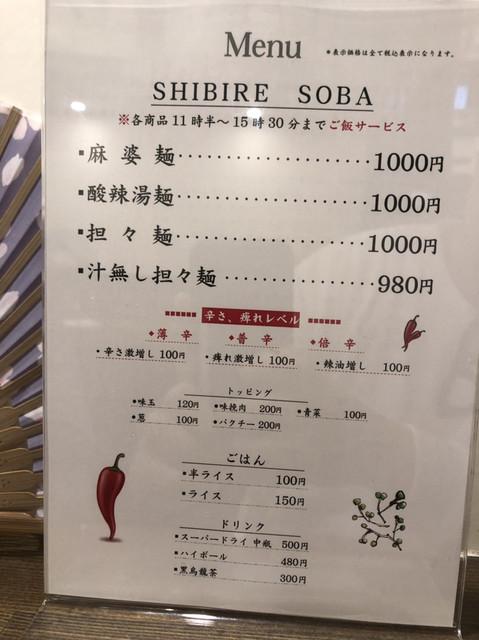 Menu
＊表示価格は全て税込表示になります。
SHIBIRE SOBA
※各商品11時半〜15時30分までご飯サービス
▪麻婆麺····················1000円
▪酸辣湯麺····················1000円
▪担々麺····················1000円
▪汁無し担々麺···············980円
辛さ、痺れレベル
◆薄辛 ◆普辛 ◆倍辛
・辛さ激増し 100円 ・痺れ激増し 100円 ・辣油増し 100円
トッピング
●味玉 120円 ●味挽肉 200円 ●青菜 100円
●葱 100円 ●パクチー 200円
ごはん
▪半ライス 100円
▪ライス 150円
ドリンク
▪スーパードライ 中瓶 500円
▪ハイボール 480円
▪黒烏龍茶 300円